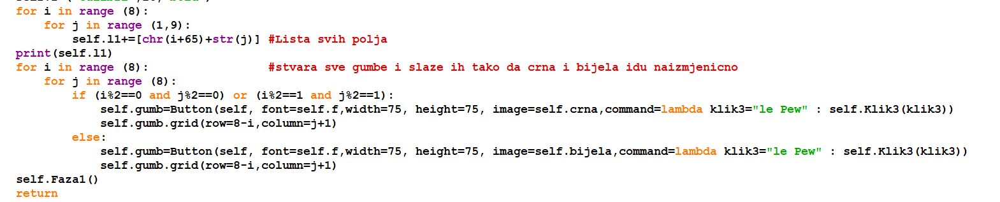 for i in range (8):
    for j in range (1,9):
        self.l1+=[chr(i+65)+str(j)] #Lista svih polja
print(self.l1)
for i in range (8):                 #stvara sve gumbe i slaze ih tako da crna i bijela idu naizmjenicno
    for j in range (8):
        if (i%2==0 and j%2==0) or (i%2==1 and j%2==1):
            self.gumb=Button(self, font=self.f,width=75, height=75, image=self.crna,command=lambda klik3="le Pew" : self.Klik3(klik3))
            self.gumb.grid(row=8-i,column=j+1)
        else:
            self.gumb=Button(self, font=self.f,width=75, height=75, image=self.bijela,command=lambda klik3="le Pew" : self.Klik3(klik3))
            self.gumb.grid(row=8-i,column=j+1)
self.Faza1()
return